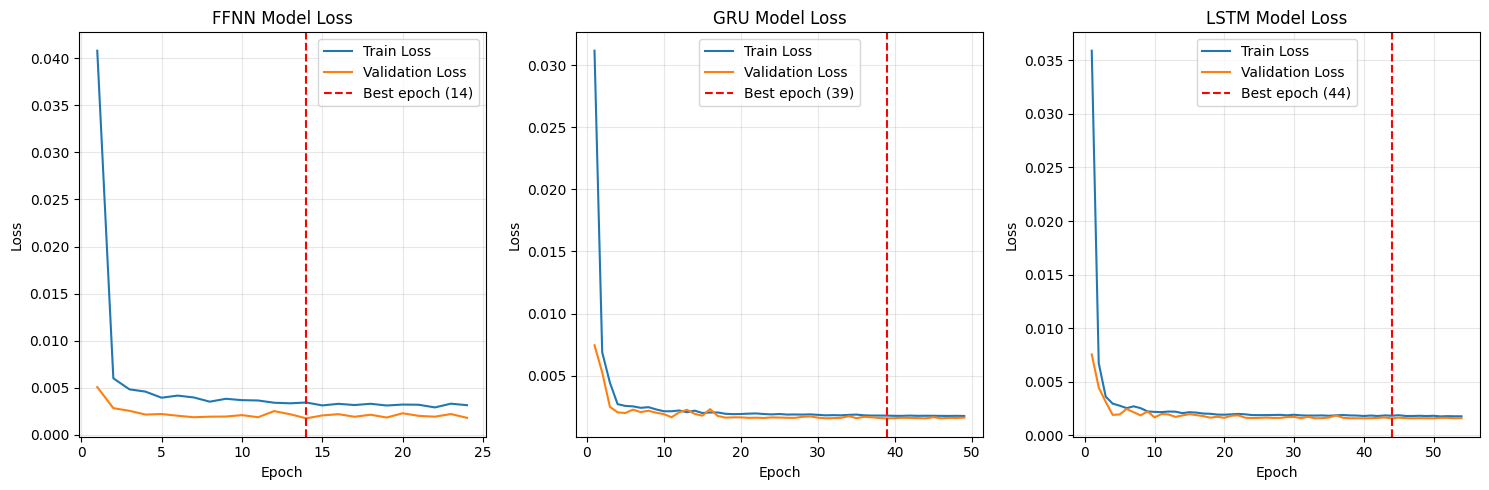 FFNN Model Loss
Loss
0.040
0.035
0.030
0.025
0.020
0.015
0.010
0.005
0.000
Train Loss
Validation Loss
Best epoch (14)
0
5
10
15
20
25
Epoch
GRU Model Loss
Loss
0.030
0.025
0.020
0.015
0.010
0.005
Train Loss
Validation Loss
Best epoch (39)
0
10
20
30
40
50
Epoch
LSTM Model Loss
Loss
0.035
0.030
0.025
0.020
0.015
0.010
0.005
0.000
Train Loss
Validation Loss
Best epoch (44)
0
10
20
30
40
50
Epoch